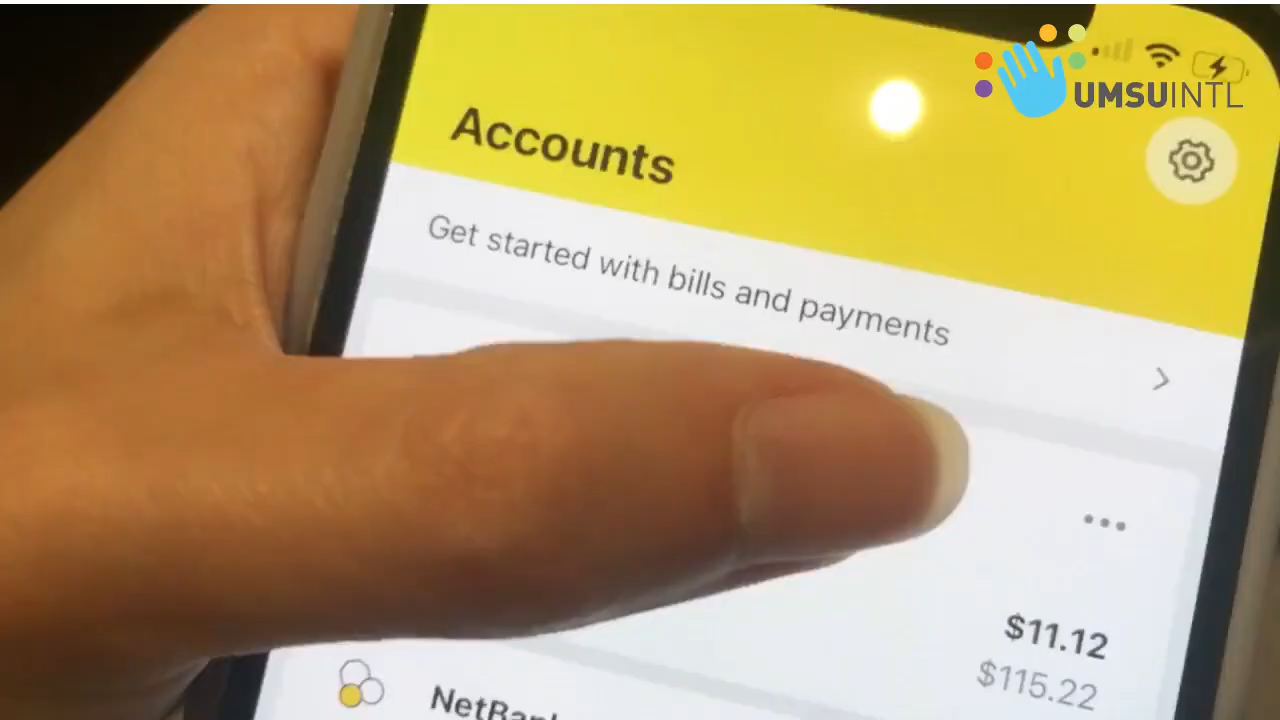 UMSUINTL
Accounts
Get started with bills and payments
$11.12
$115.22